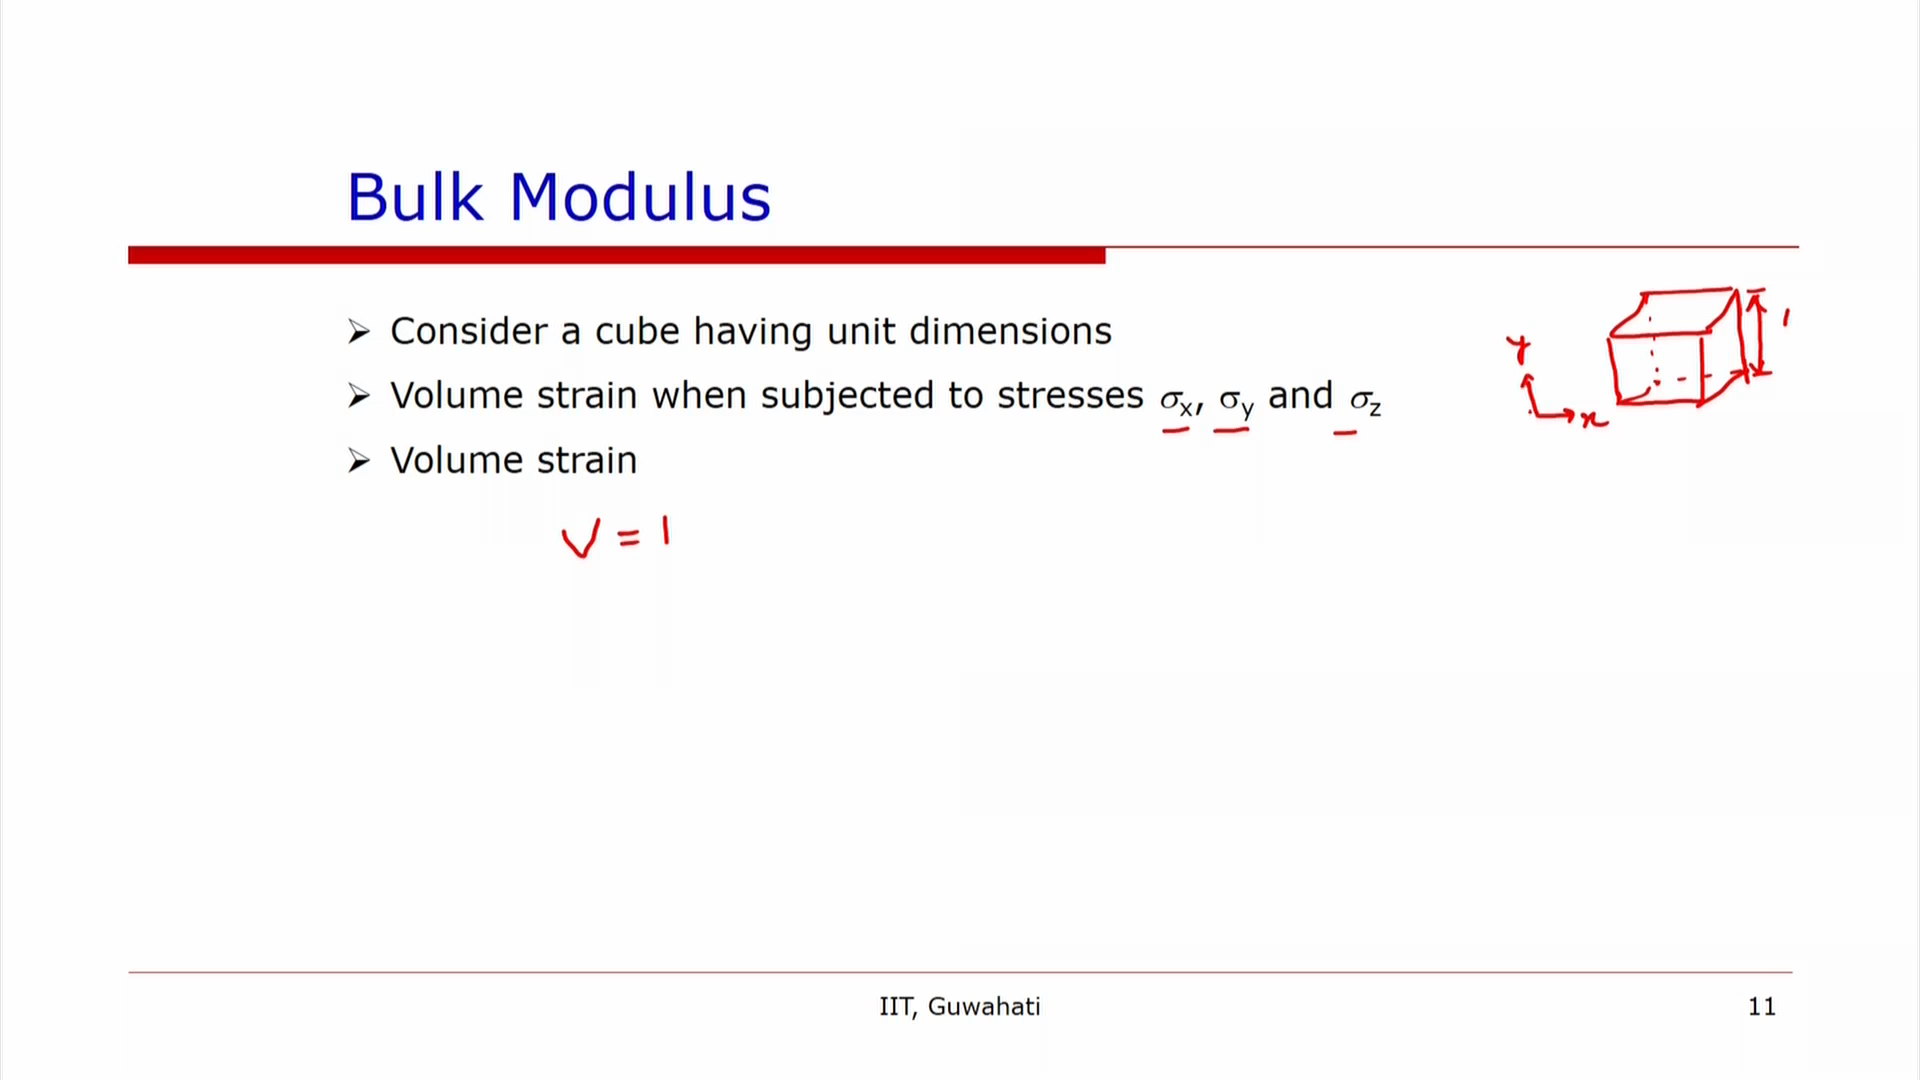 Bulk Modulus
➢ Consider a cube having unit dimensions
➢ Volume strain when subjected to stresses σx, σy and σz
➢ Volume strain
V = 1
Y
x
1
IIT, Guwahati
11